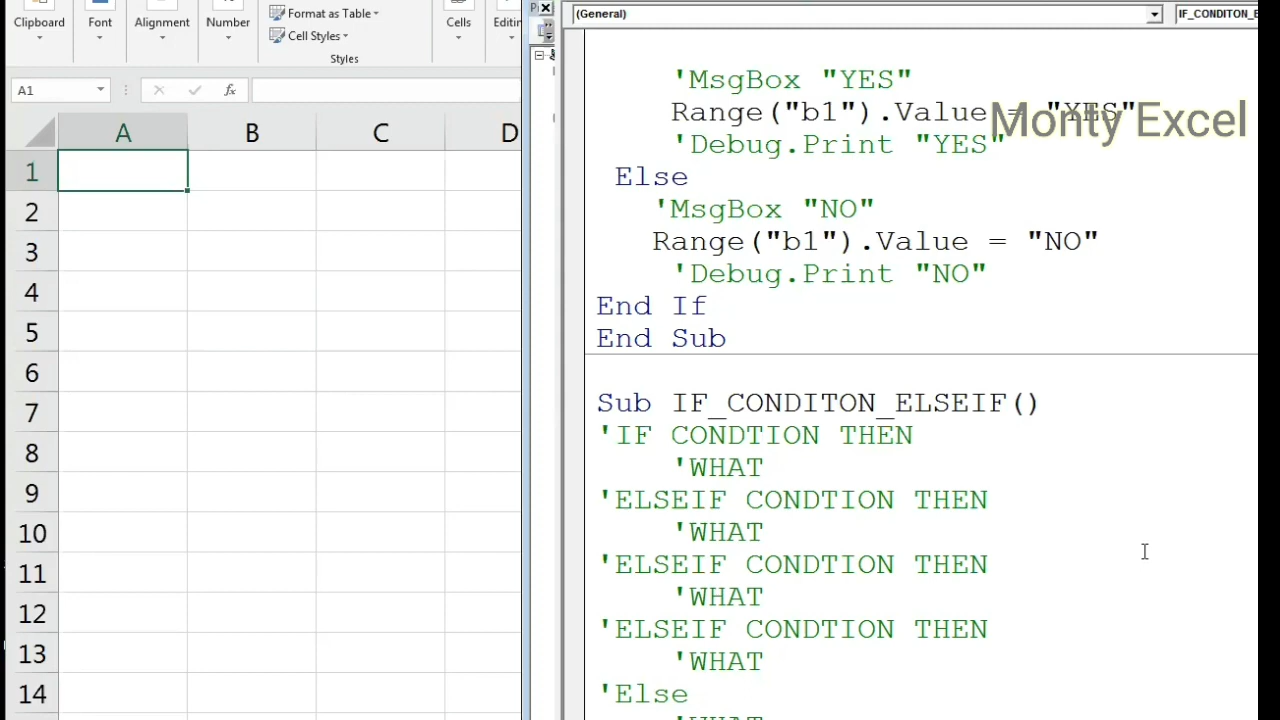 Clipboard
Font
Alignment
Number
Format as Table
Cell Styles
Styles
Cells
Editin
A1
fx
A B C D
1
2
3
4
5
6
7
8
9
10
11
12
13
14
P
(General)
IF_CONDITON_E
'MsgBox "YES"
Range("b1").Value = "YES"
Monty Excel
'Debug.Print "YES"
Else
'MsgBox "NO"
Range("b1").Value = "NO"
'Debug.Print "NO"
End If
End Sub
Sub IF_CONDITON_ELSEIF()
'IF CONDTION THEN
'WHAT
'ELSEIF CONDTION THEN
'WHAT
'ELSEIF CONDTION THEN
'WHAT
'ELSEIF CONDTION THEN
'WHAT
'Else
'WHAT